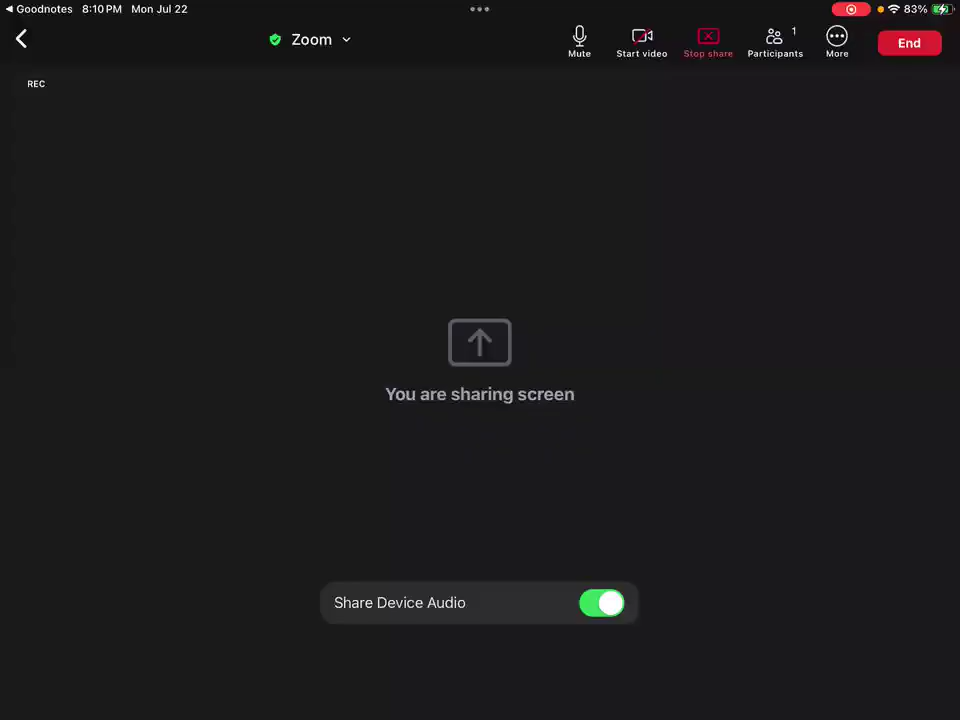 Goodnotes 8:10 PM Mon Jul 22 83%
Zoom
Mute Start video Stop share Participants 1 More End
REC
You are sharing screen
Share Device Audio